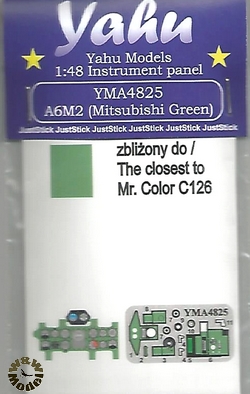 Yahu
Yahu Models
1:48 Instrument panel
YMA4825
A6M2 (Mitsubishi Green)
JustStick JustStick JustStick JustStick JustStick JustStick
zbliżony do /
The closest to
Mr. Color C126
YMA4825
W&W
Models